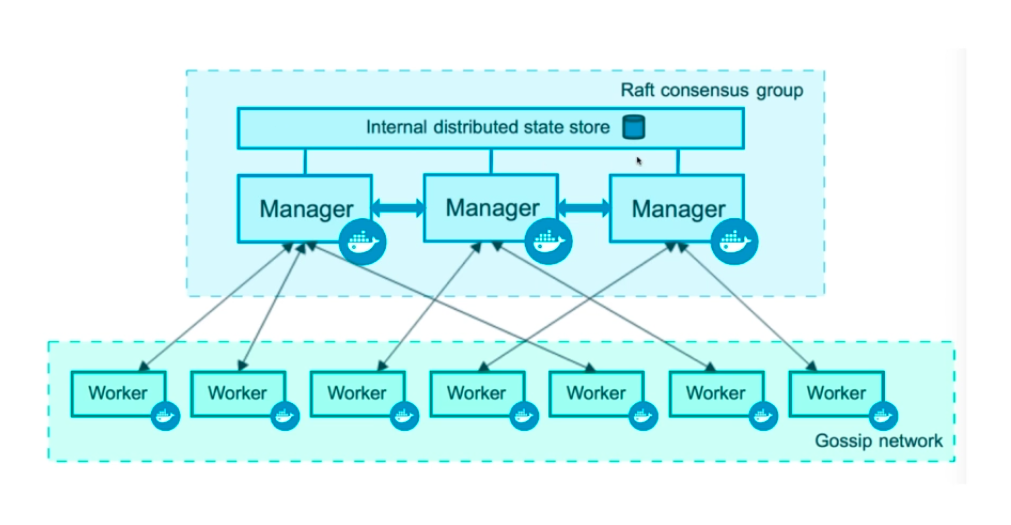 Raft consensus group
Internal distributed state store
Manager
Manager
Manager
Worker
Worker
Worker
Worker
Worker
Worker
Worker
Gossip network